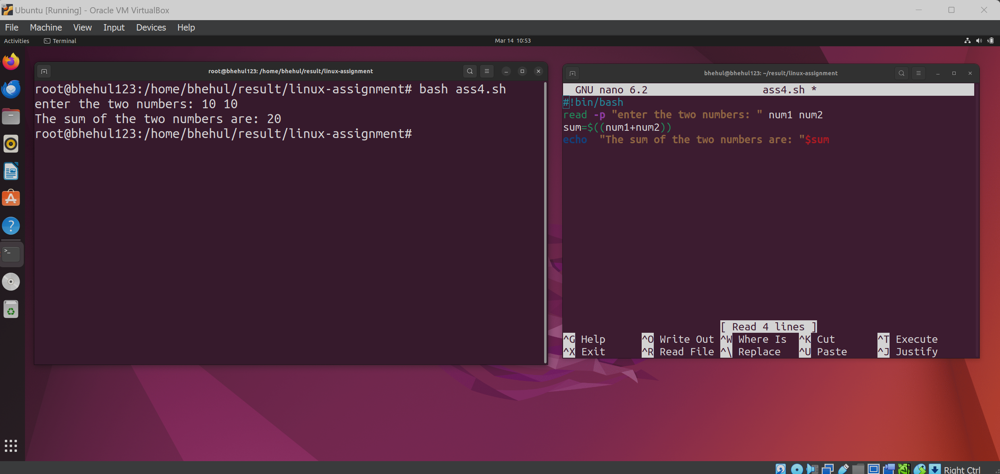 Ubuntu [Running] - Oracle VM VirtualBox
File Machine View Input Devices Help
Activities Terminal Mar 14 10:53
root@bhehul123: /home/bhehul/result/linux-assignment
root@bhehul123:/home/bhehul/result/linux-assignment# bash ass4.sh
enter the two numbers: 10 10
The sum of the two numbers are: 20
root@bhehul123:/home/bhehul/result/linux-assignment#
bhehul@bhehul123: ~/result/linux-assignment
GNU nano 6.2 ass4.sh *
#!bin/bash
read -p "enter the two numbers: " num1 num2
sum=$((num1+num2))
echo  "The sum of the two numbers are: "$sum
[ Read 4 lines ]
^G Help ^O Write Out ^W Where Is ^K Cut ^T Execute
^X Exit ^R Read File ^\ Replace ^U Paste ^J Justify
Right Ctrl